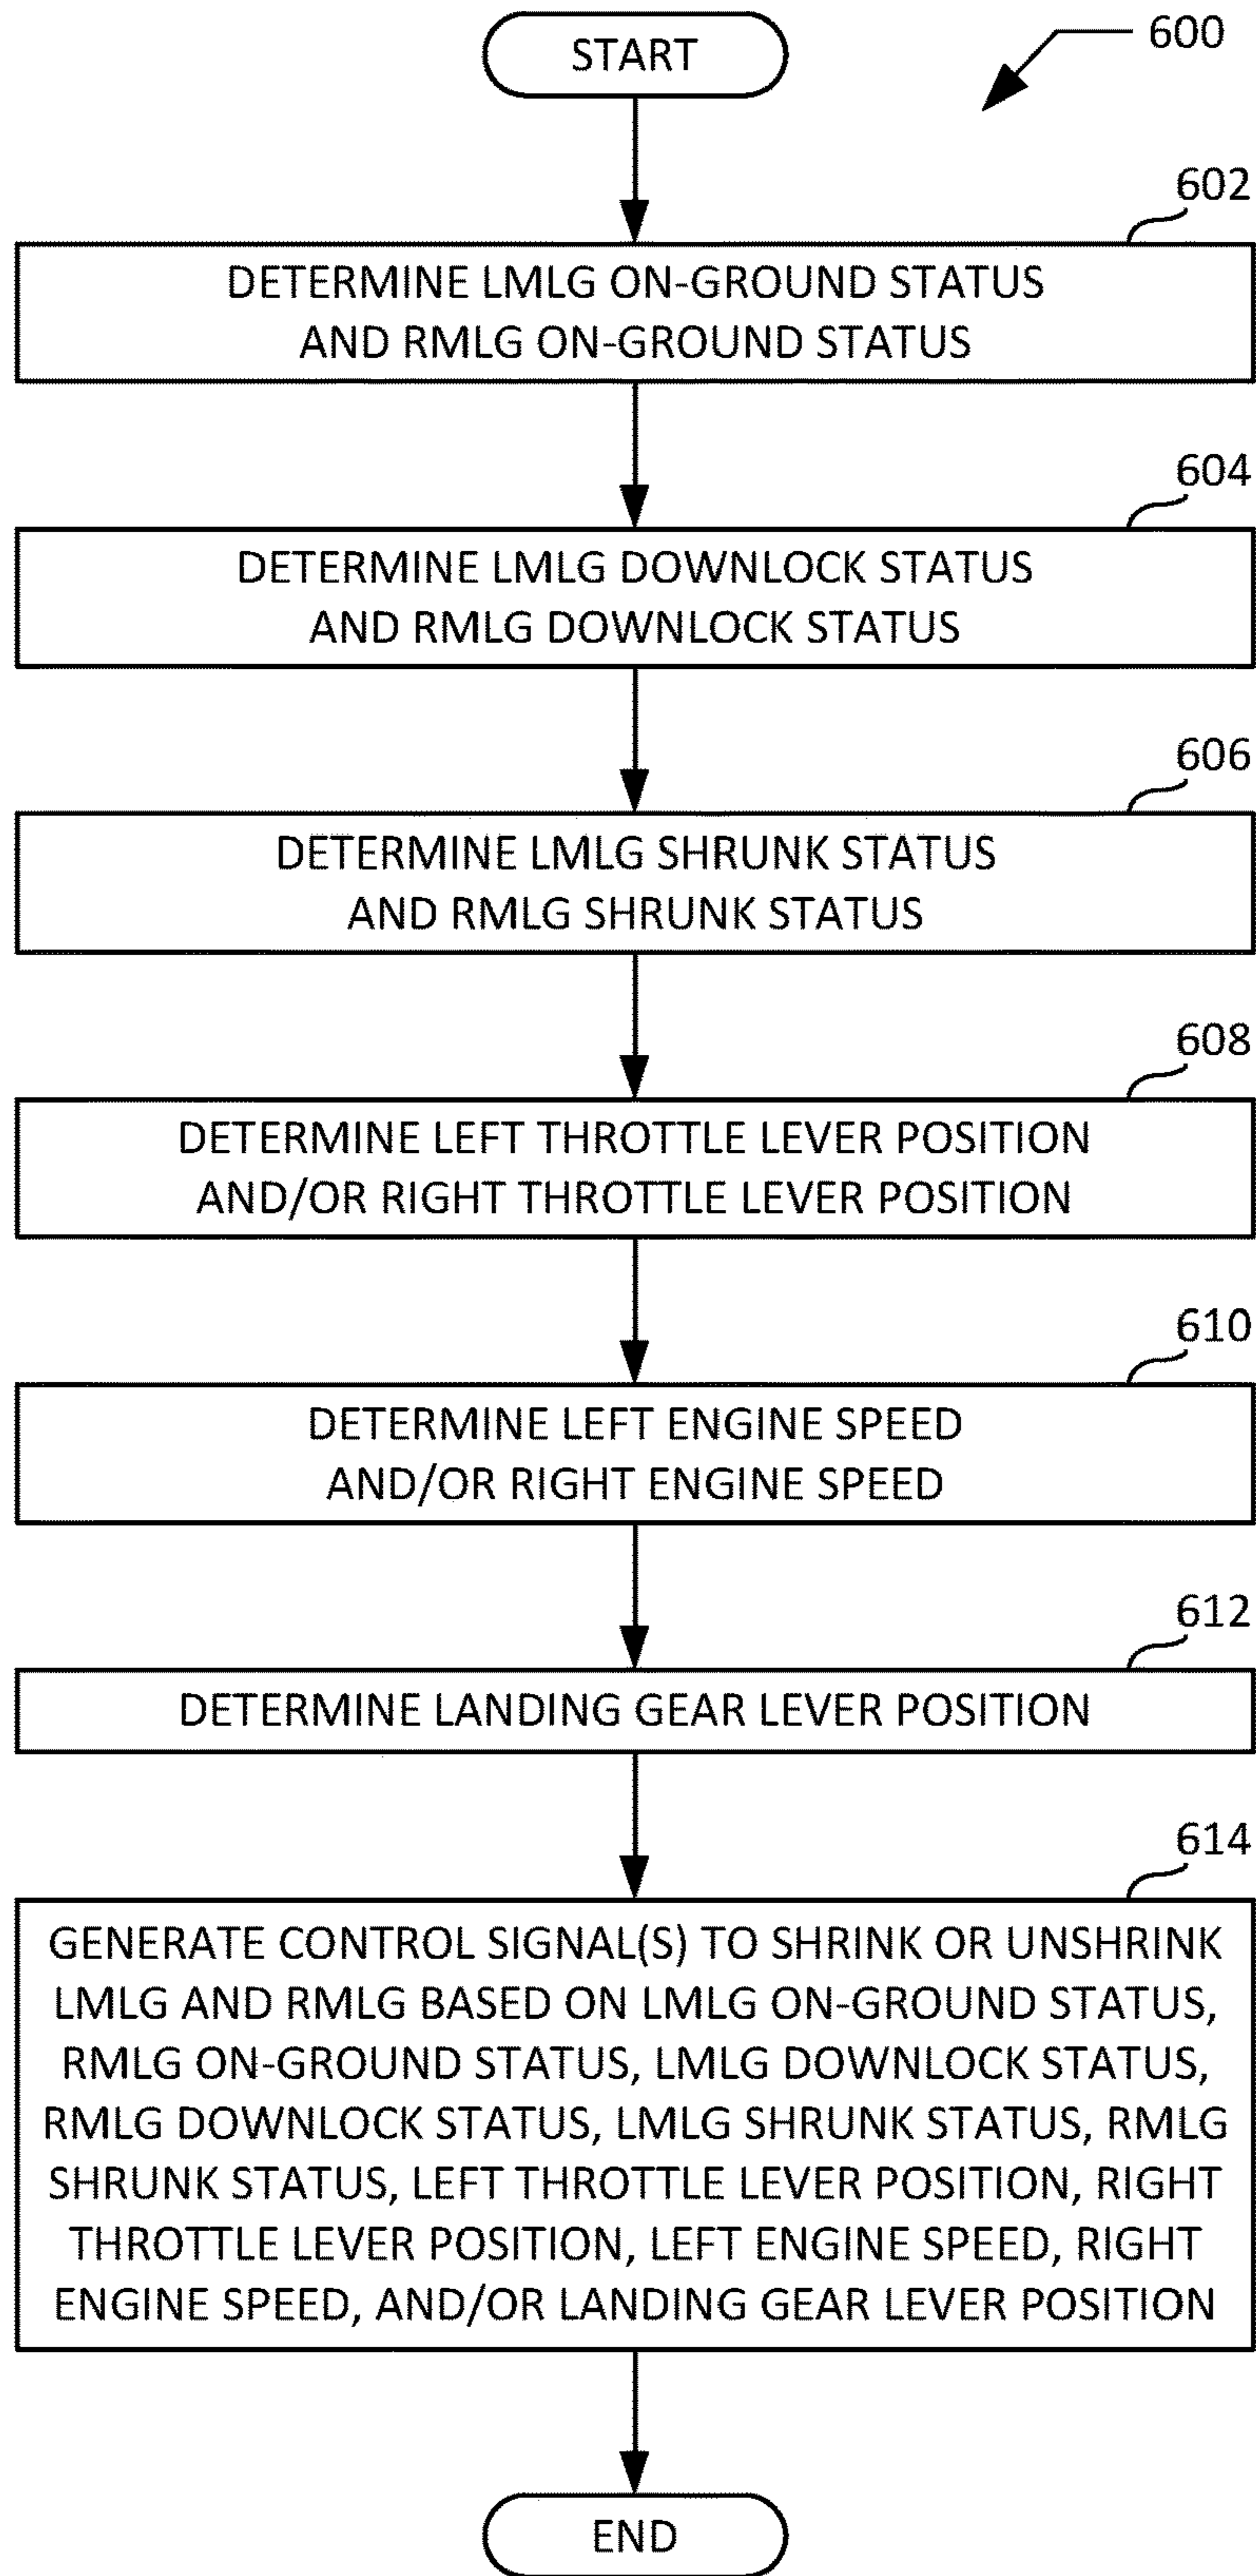 START
600
602
DETERMINE LMLG ON-GROUND STATUS
AND RMLG ON-GROUND STATUS
604
DETERMINE LMLG DOWNLOCK STATUS
AND RMLG DOWNLOCK STATUS
606
DETERMINE LMLG SHRUNK STATUS
AND RMLG SHRUNK STATUS
608
DETERMINE LEFT THROTTLE LEVER POSITION
AND/OR RIGHT THROTTLE LEVER POSITION
610
DETERMINE LEFT ENGINE SPEED
AND/OR RIGHT ENGINE SPEED
612
DETERMINE LANDING GEAR LEVER POSITION
614
GENERATE CONTROL SIGNAL(S) TO SHRINK OR UNSHRINK
LMLG AND RMLG BASED ON LMLG ON-GROUND STATUS,
RMLG ON-GROUND STATUS, LMLG DOWNLOCK STATUS,
RMLG DOWNLOCK STATUS, LMLG SHRUNK STATUS, RMLG
SHRUNK STATUS, LEFT THROTTLE LEVER POSITION, RIGHT
THROTTLE LEVER POSITION, LEFT ENGINE SPEED, RIGHT
ENGINE SPEED, AND/OR LANDING GEAR LEVER POSITION
END